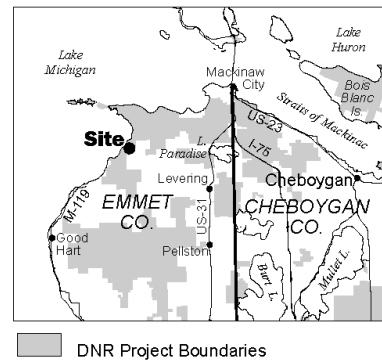 Lake
Michigan
Lake
Huron
Mackinaw
City
Bois
Blanc
Is.
Straits of Mackinac
US-23
I-75
Site
L.
Paradise
Levering
Cheboygan
M-119
EMMET
CO.
US-31
CHEBOYGAN
CO.
Good
Hart
Pellston
Burt L.
Mullet L.
DNR Project Boundaries